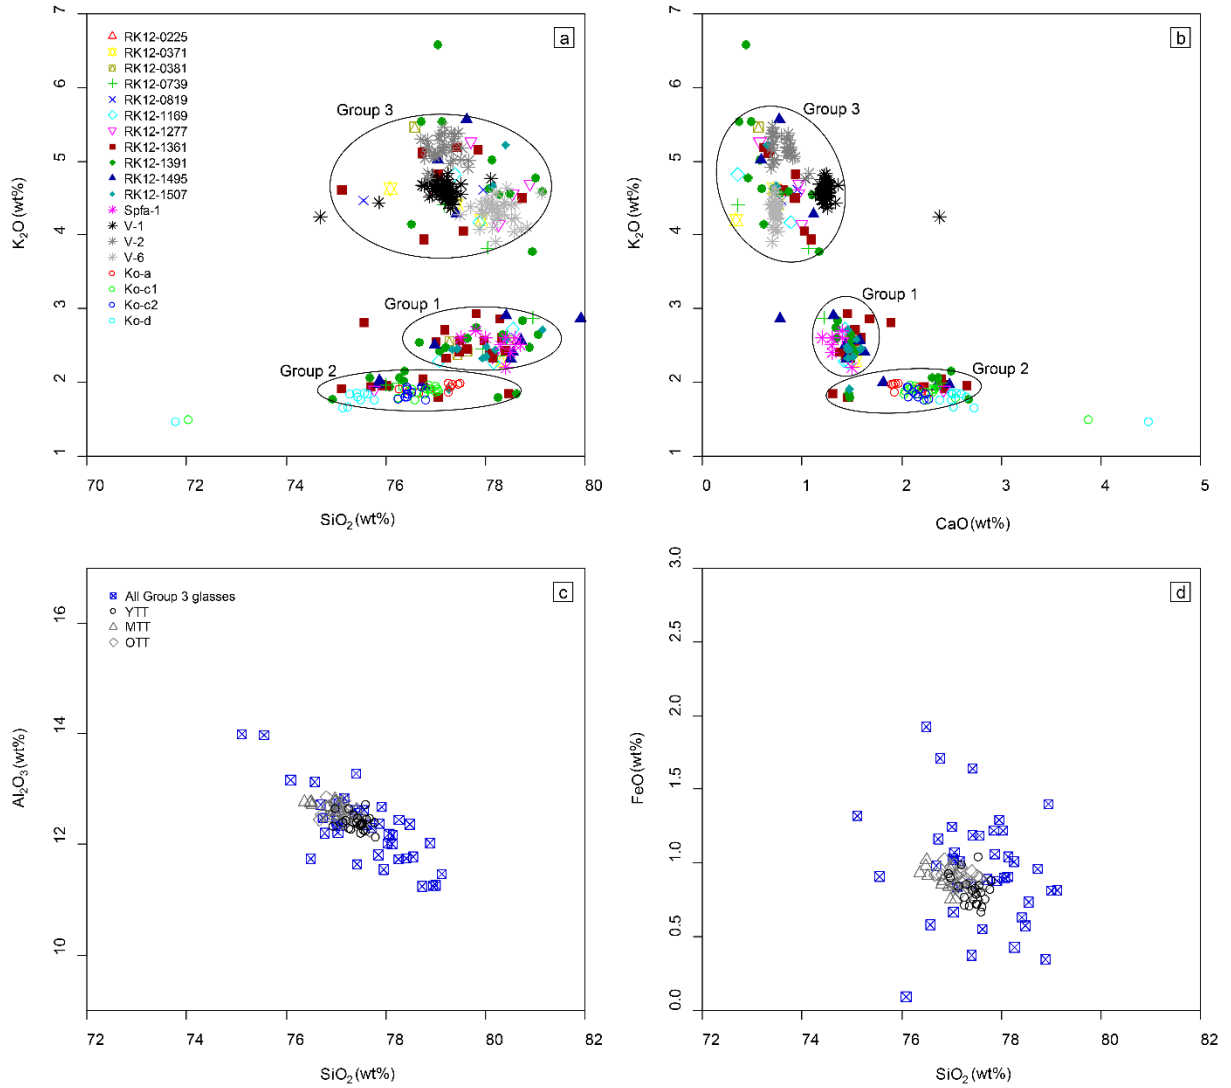 a
RK12-0225
RK12-0371
RK12-0381
RK12-0739
RK12-0819
RK12-1169
RK12-1277
RK12-1361
RK12-1391
RK12-1495
RK12-1507
Spfa-1
V-1
V-2
V-6
Ko-a
Ko-c1
Ko-c2
Ko-d
Group 3
Group 1
Group 2
7
6
5
4
3
2
1
K2O (wt%)
70 72 74 76 78 80
SiO2 (wt%)
b
Group 3
Group 1
Group 2
7
6
5
4
3
2
1
K2O (wt%)
0 1 2 3 4 5
CaO (wt%)
c
All Group 3 glasses
YTT
MTT
OTT
16
14
12
10
Al2O3 (wt%)
72 74 76 78 80 82
SiO2 (wt%)
d
3.0
2.5
2.0
1.5
1.0
0.5
0.0
FeO (wt%)
72 74 76 78 80 82
SiO2 (wt%)